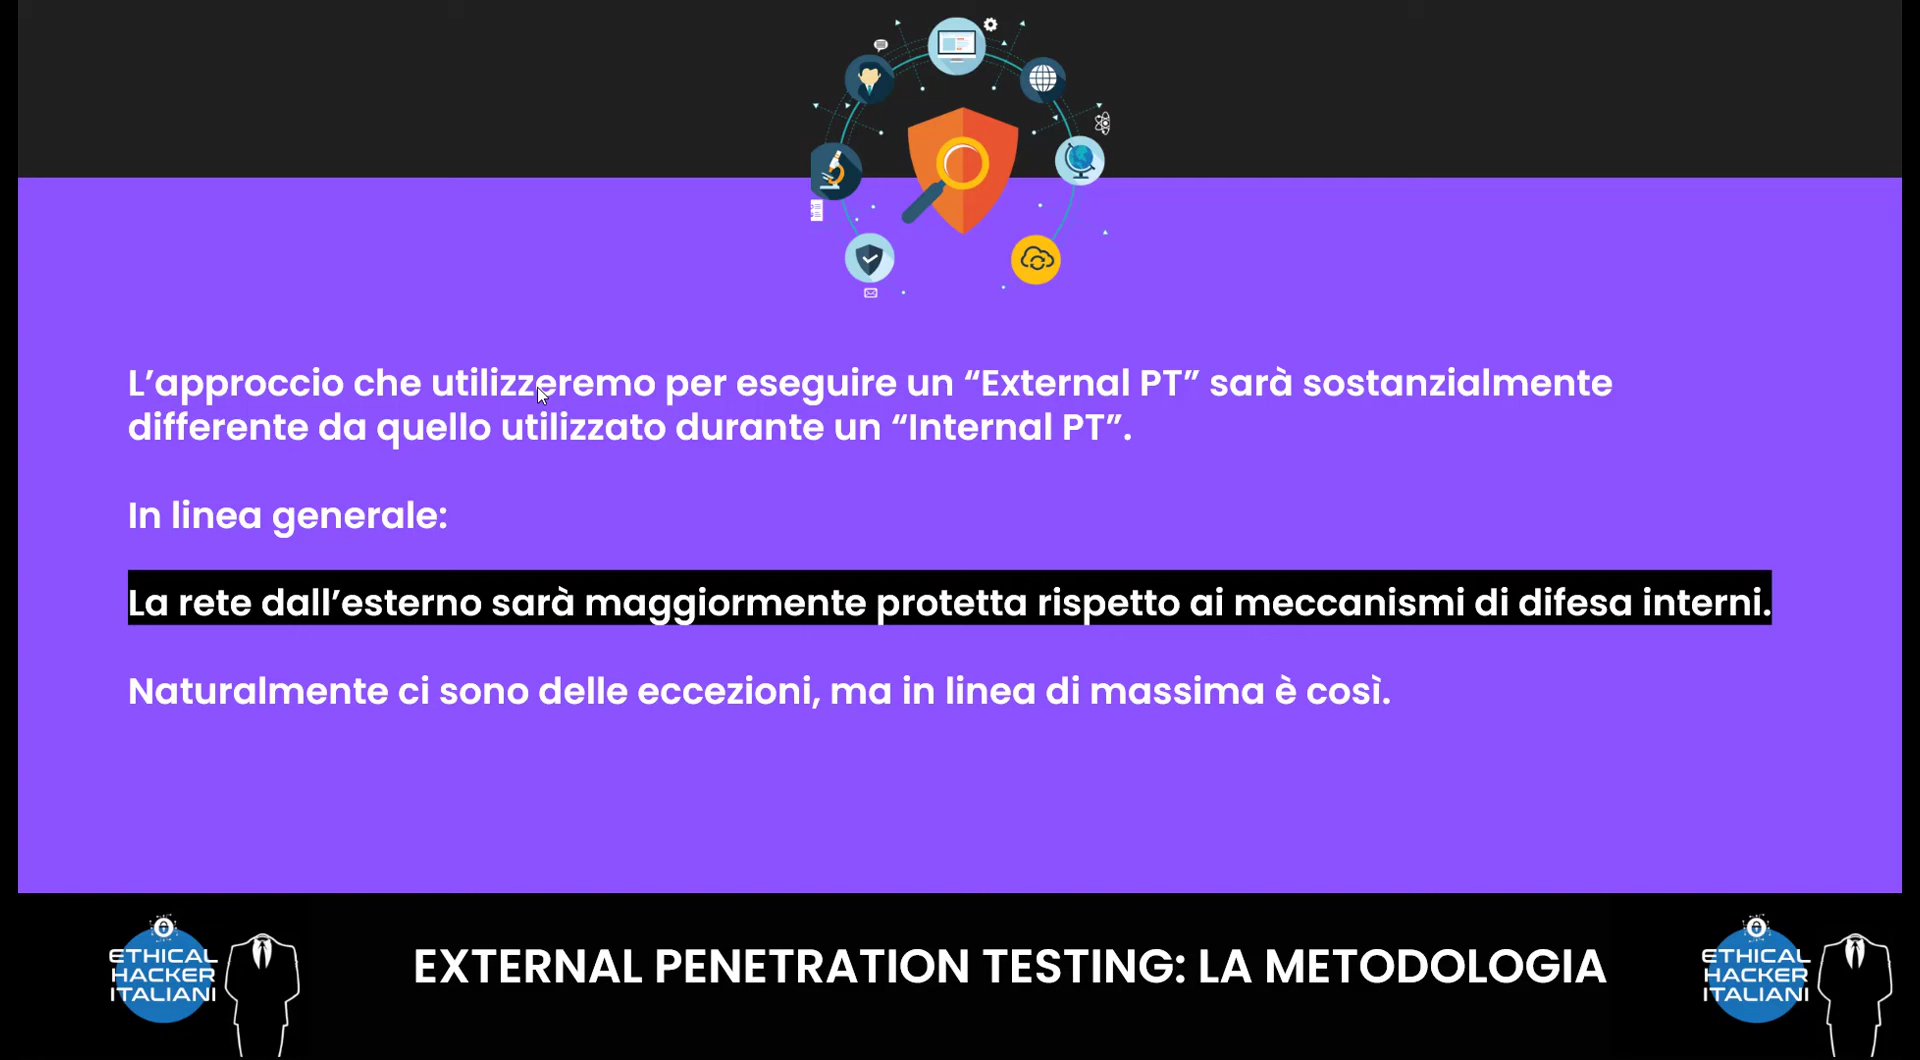 L’approccio che utilizzeremo per eseguire un “External PT” sarà sostanzialmente
differente da quello utilizzato durante un “Internal PT”.
In linea generale:
La rete dall’esterno sarà maggiormente protetta rispetto ai meccanismi di difesa interni.
Naturalmente ci sono delle eccezioni, ma in linea di massima è così.
ETHICAL
HACKER
ITALIANI
EXTERNAL PENETRATION TESTING: LA METODOLOGIA
ETHICAL
HACKER
ITALIANI